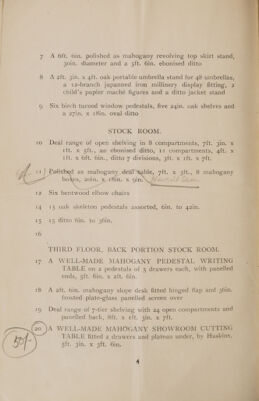 7 A 6ft. 6in. polished as mahogany revolving top skirt stand,
30in. diameter and a 3ft. 6in. ebonised ditto
8 A 2ft. 3in. x 4ft. oak portable umbrella stand for 48 umbrellas,
a 12-branch japanned iron millinery display fitting, 2
child's papier maché figures and a ditto jacket stand
9 Six birch turned window pedestals, five 24in. oak shelves and
a 27in. x 18in. oval ditto
STOCK ROOM.
10 Deal range of open shelving in 8 compartments, 7ft. 3in. x
1ft. x 5ft., an ebonised ditto, 11 compartments, 4ft. x
1ft. x 6ft. 6in., ditto 7 divisions, 3ft. x 1ft. x 7ft.
11 Polished as mahogany deal table, 7ft. x 3ft., 8 mahogany
boxes, 20in. x 18in. x 9in.
12 Six bentwood elbow chairs
14 15 oak skeleton pedestals assorted, 6in. to 42in.
15 15 ditto 6in. to 36in.
16
THIRD FLOOR, BACK PORTION STOCK ROOM.
17 A WELL-MADE MAHOGANY PEDESTAL WRITING
TABLE on 2 pedestals of 3 drawers each, with panelled
ends, 5ft. 6in. x 2ft. 6in.
18 A 2ft. 6in. mahogany slope desk fitted hinged flap and 36in.
frosted plate-glass panelled screen over
19 Deal range of 7-tier shelving with 24 open compartments and
panelled back, 8ft. x 1ft. 3in. x 7ft.
20 A WELL-MADE MAHOGANY SHOWROOM CUTTING
50/- TABLE fitted 2 drawers and plateau under, by Haskins,
5ft. 3in. x 3ft. 6in.
4